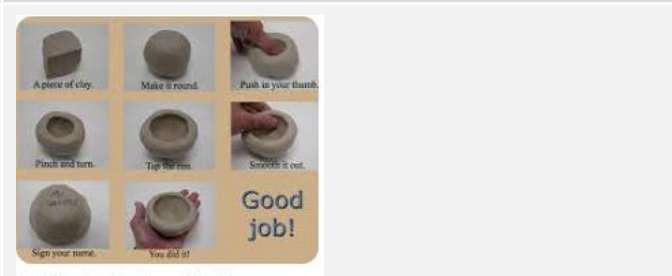 A piece of clay.
Make it round.
Push in your thumb.
Pinch and turn.
Tap the rim.
Smooth it out.
Sign your name.
You did it!
Good
job!